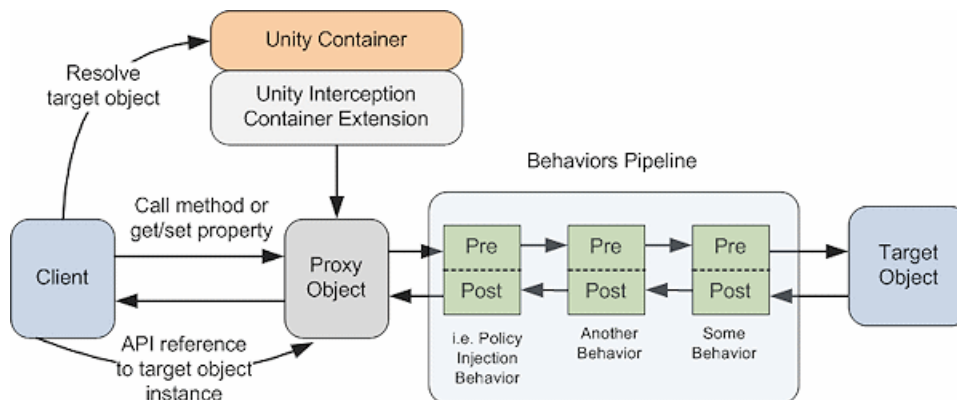 Unity Container
Resolve
target object
Unity Interception
Container Extension
Behaviors Pipeline
Call method or
get/set property
Client
Proxy
Object
Pre
Post
Pre
Post
Pre
Post
Target
Object
API reference
to target object
instance
i.e. Policy
Injection
Behavior
Another
Behavior
Some
Behavior